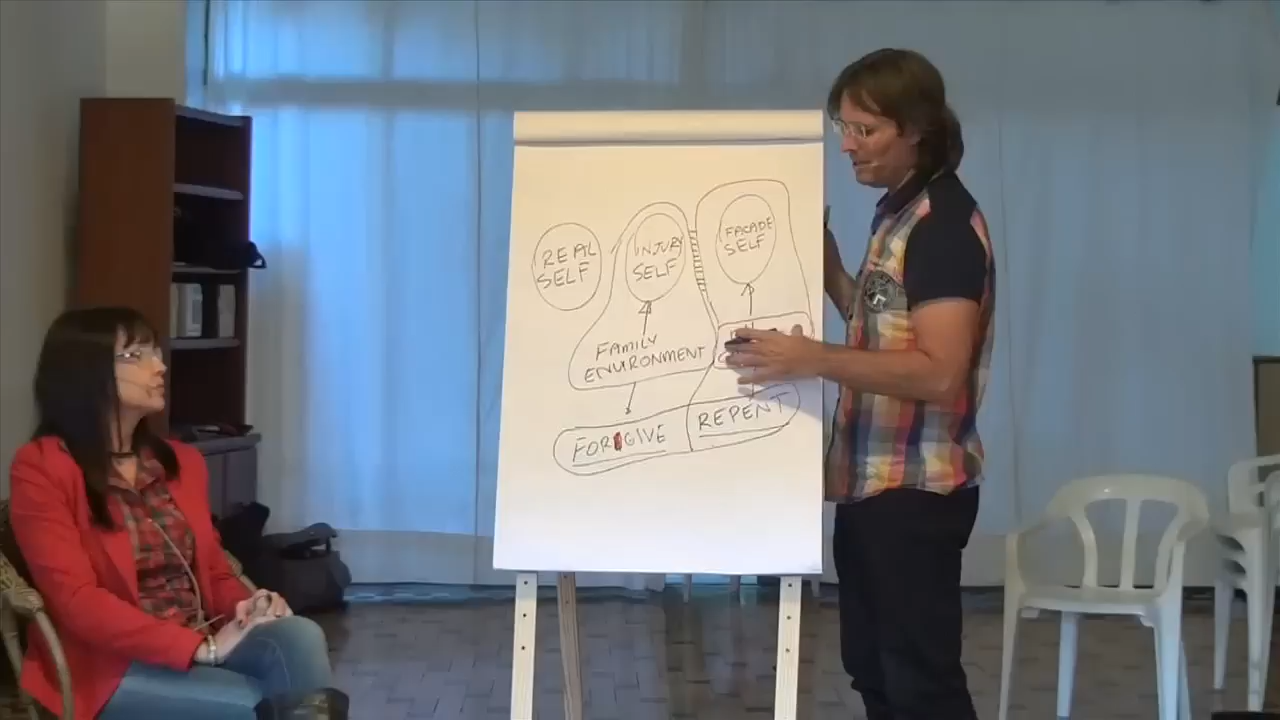 REAL
SELF
INJURY
SELF
FACADE
SELF
FAMILY
ENVIRONMENT
FORGIVE
REPENT